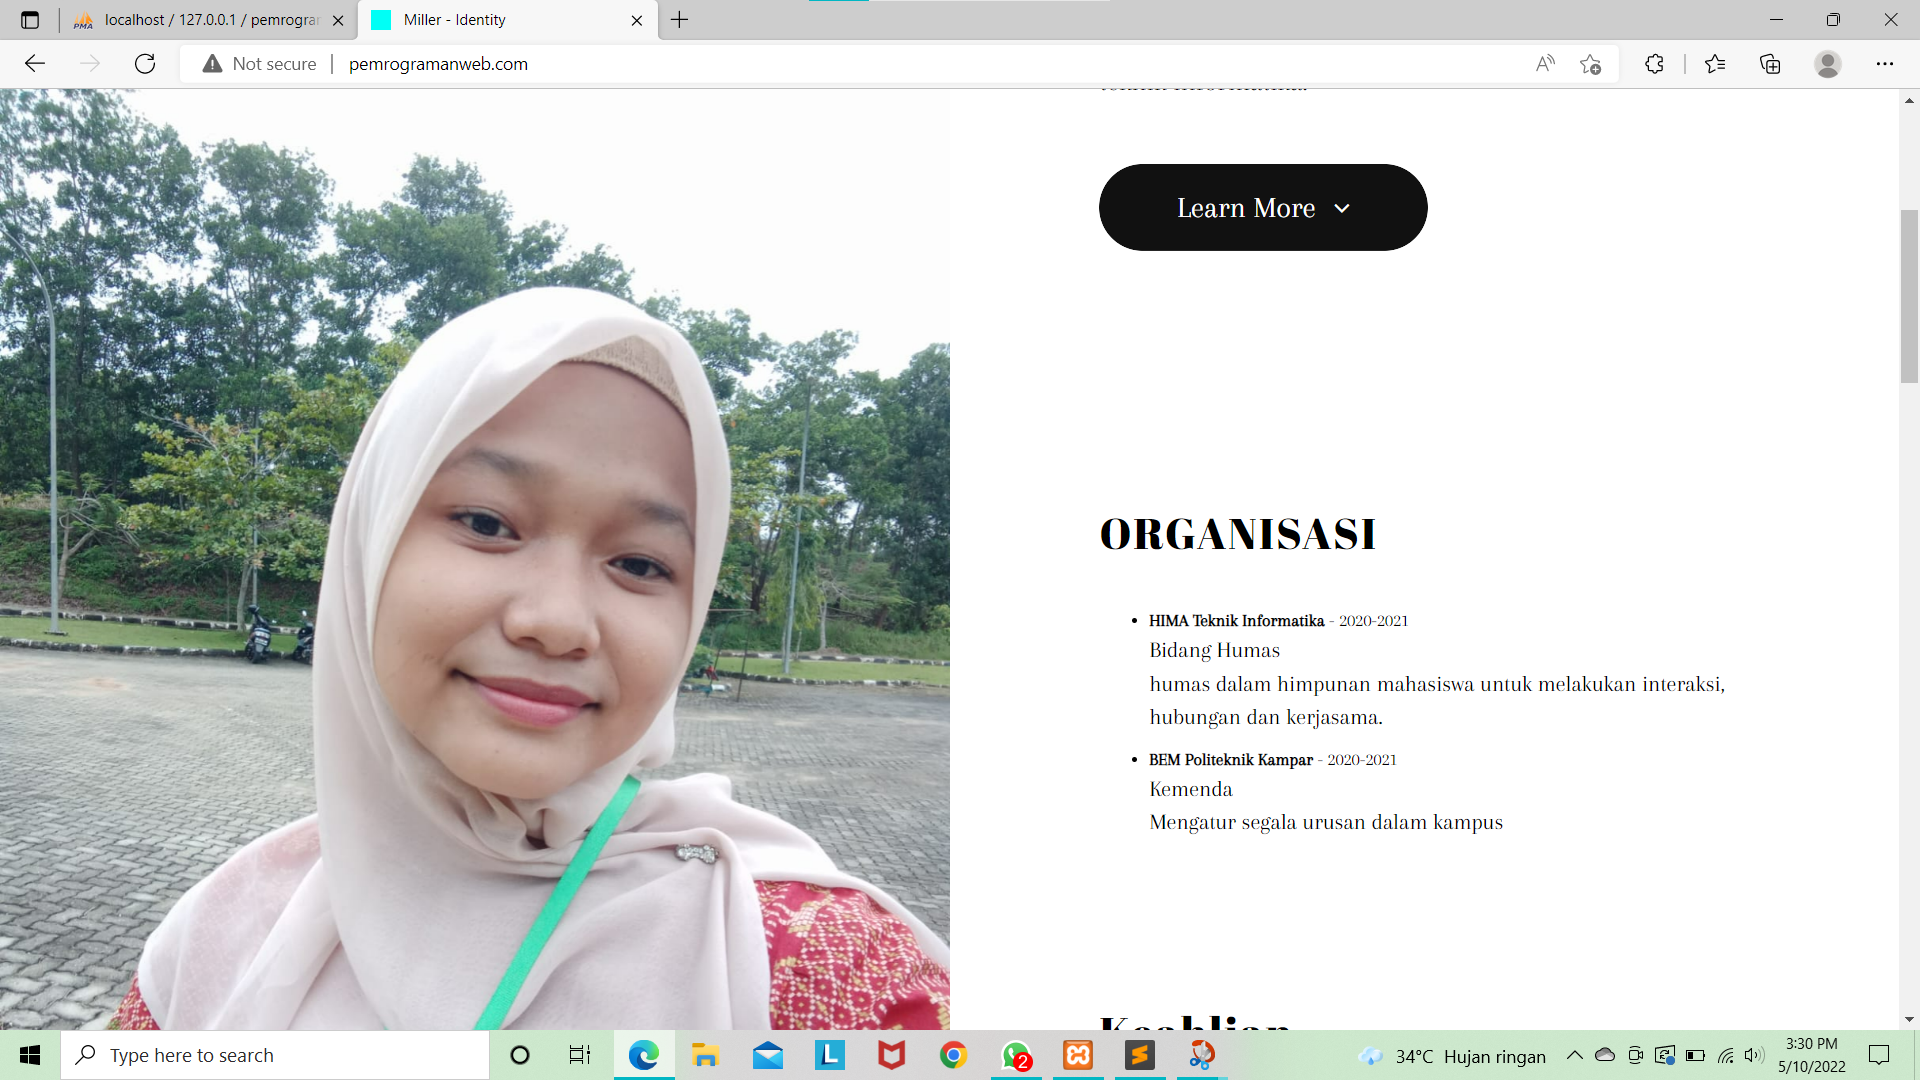 localhost / 127.0.0.1 / pemrogra
Miller - Identity
Not secure
pemrogramanweb.com
Learn More
ORGANISASI
HIMA Teknik Informatika - 2020-2021
Bidang Humas
humas dalam himpunan mahasiswa untuk melakukan interaksi,
hubungan dan kerjasama.
BEM Politeknik Kampar - 2020-2021
Kemenda
Mengatur segala urusan dalam kampus
Type here to search
2
34°C Hujan ringan
3:30 PM
5/10/2022